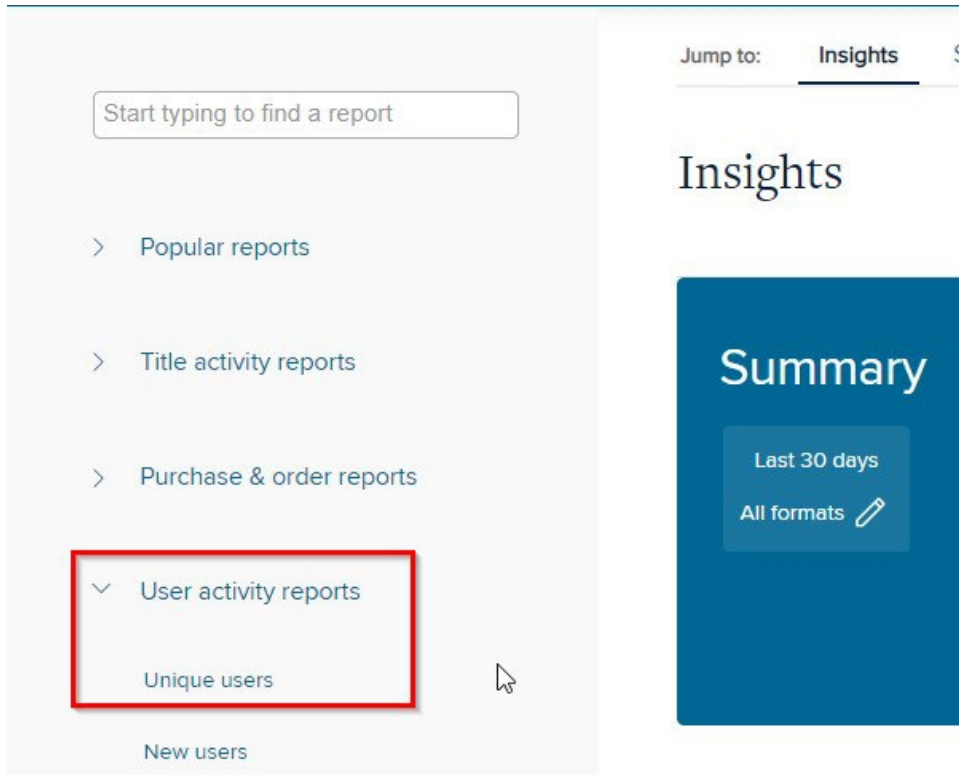 Start typing to find a report
Popular reports
Title activity reports
Purchase & order reports
User activity reports
Unique users
New users
Jump to: Insights
Insights
Summary
Last 30 days
All formats